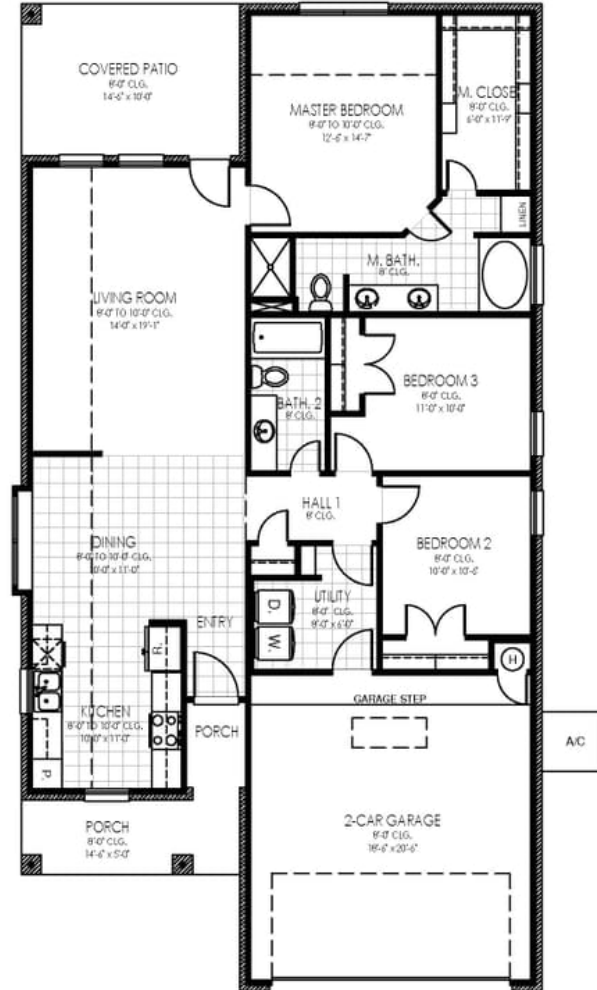 COVERED PATIO
8'-0" CLG.
14'-6" x 10'-0"
MASTER BEDROOM
8'-0" TO 10'-0" CLG.
12'-6" x 14'-7"
M. CLOSE
8'-0" CLG.
6'-0" x 11'-9"
LINEN
M. BATH.
8' CLG.
LIVING ROOM
8'-0" TO 10'-0" CLG.
14'-0" x 19'-1"
BEDROOM 3
8'-0" CLG.
11'-0" x 10'-0"
BATH. 2
8' CLG.
HALL 1
8' CLG.
DINING
8'-0" TO 10'-0" CLG.
10'-0" x 11'-0"
BEDROOM 2
8'-0" CLG.
10'-0" x 10'-6"
UTILITY
8'-0" CLG.
8'-0" x 6'-0"
D.
W.
ENTRY
R.
H
KITCHEN
8'-0" TO 10'-0" CLG.
10'-0" x 11'-0"
P.
PORCH
GARAGE STEP
A/C
2-CAR GARAGE
8'-0" CLG.
18'-6" x 20'-6"
PORCH
8'-0" CLG.
14'-6" x 5'-0"